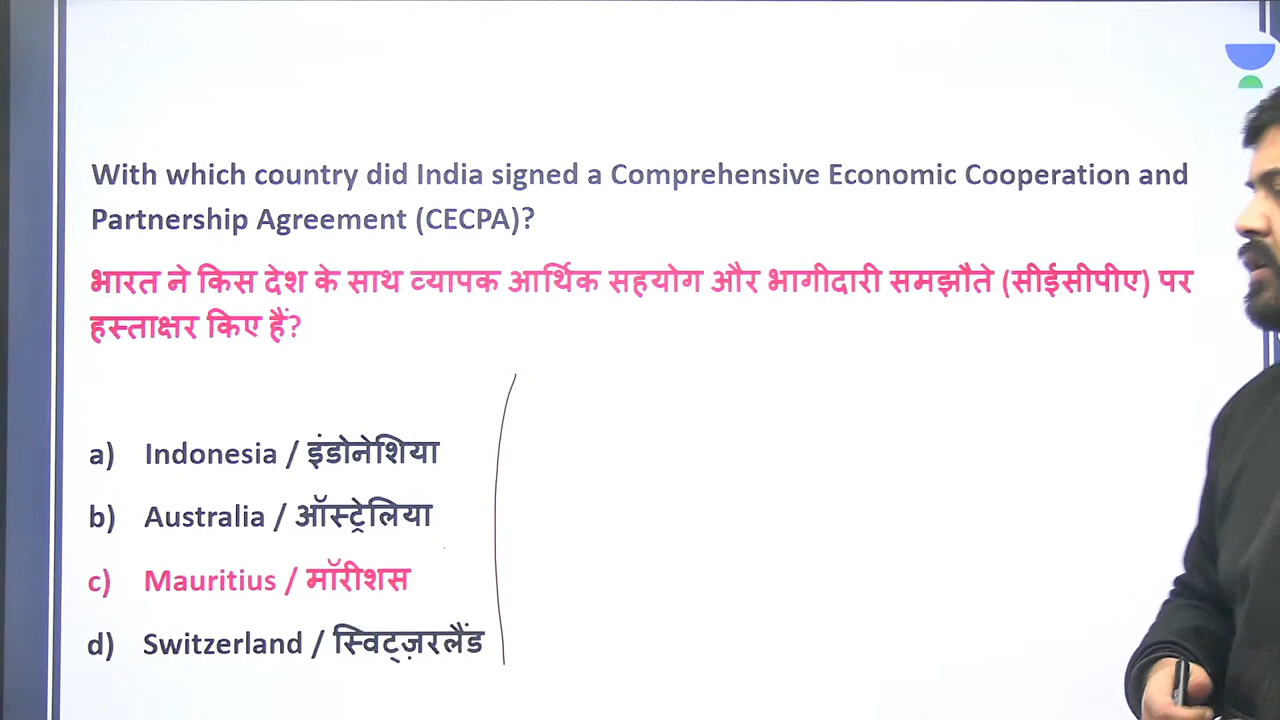 With which country did India signed a Comprehensive Economic Cooperation and
Partnership Agreement (CECPA)?
भारत ने किस देश के साथ व्यापक आर्थिक सहयोग और भागीदारी समझौते (सीईसीपीए) पर
हस्ताक्षर किए हैं?
a) Indonesia / इंडोनेशिया
b) Australia / ऑस्ट्रेलिया
c) Mauritius / मॉरीशस
d) Switzerland / स्विट्ज़रलैंड